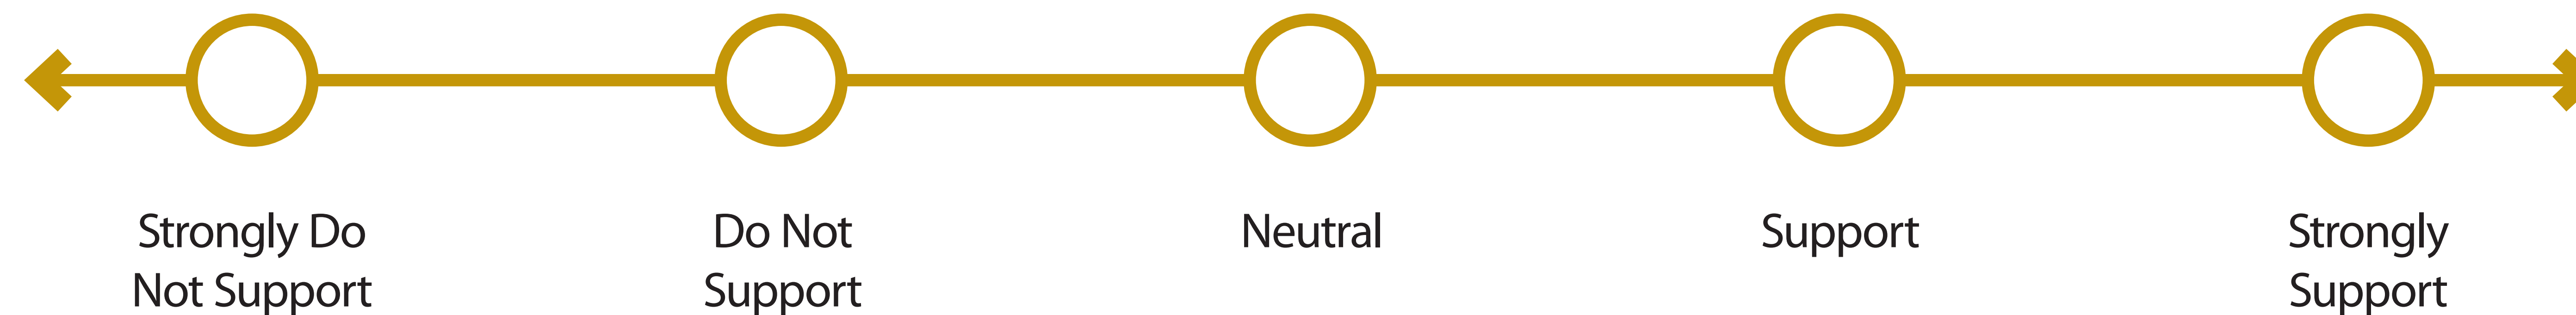 Strongly Do
Not Support
Do Not
Support
Neutral
Support
Strongly
Support